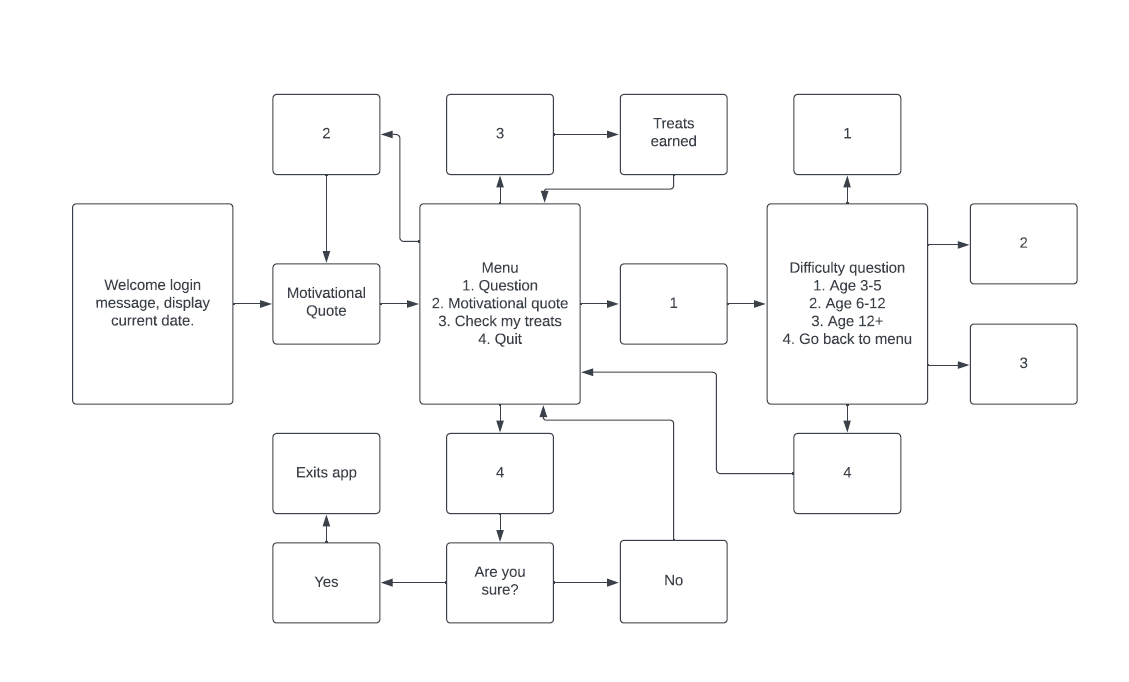 2
3
Treats
earned
1
Welcome login
message, display
current date.
Motivational
Quote
Menu
1. Question
2. Motivational quote
3. Check my treats
4. Quit
1
Difficulty question
1. Age 3-5
2. Age 6-12
3. Age 12+
4. Go back to menu
2
3
Exits app
4
4
Yes
Are you
sure?
No